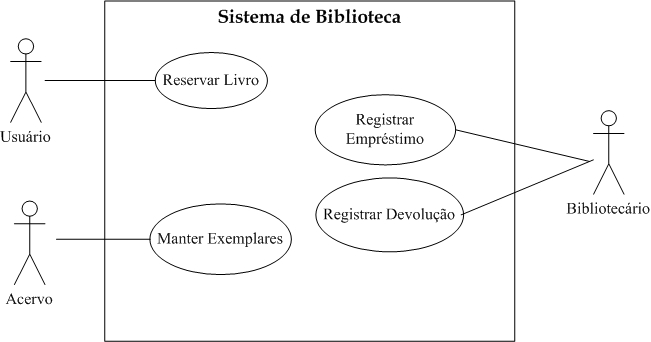 Sistema de Biblioteca
Reservar Livro
Usuário
Registrar
Empréstimo
Bibliotecário
Registrar Devolução
Manter Exemplares
Acervo